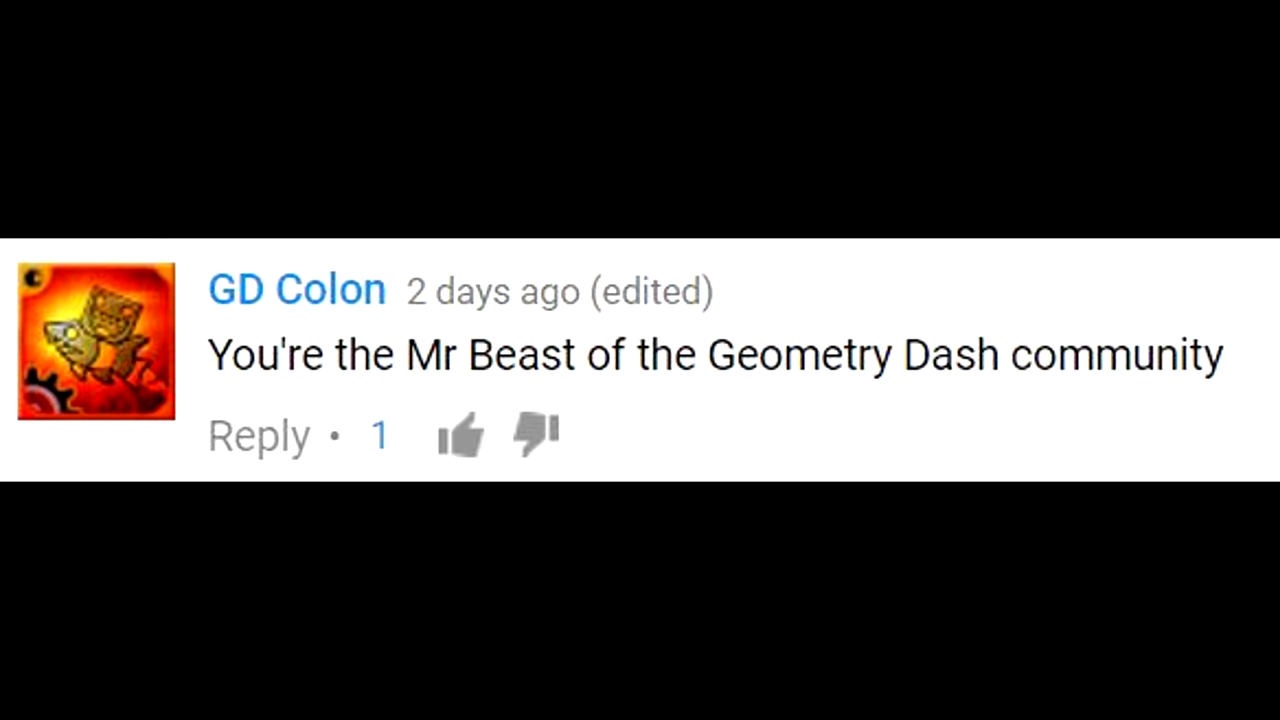 GD Colon 2 days ago (edited)
You're the Mr Beast of the Geometry Dash community
Reply • 1